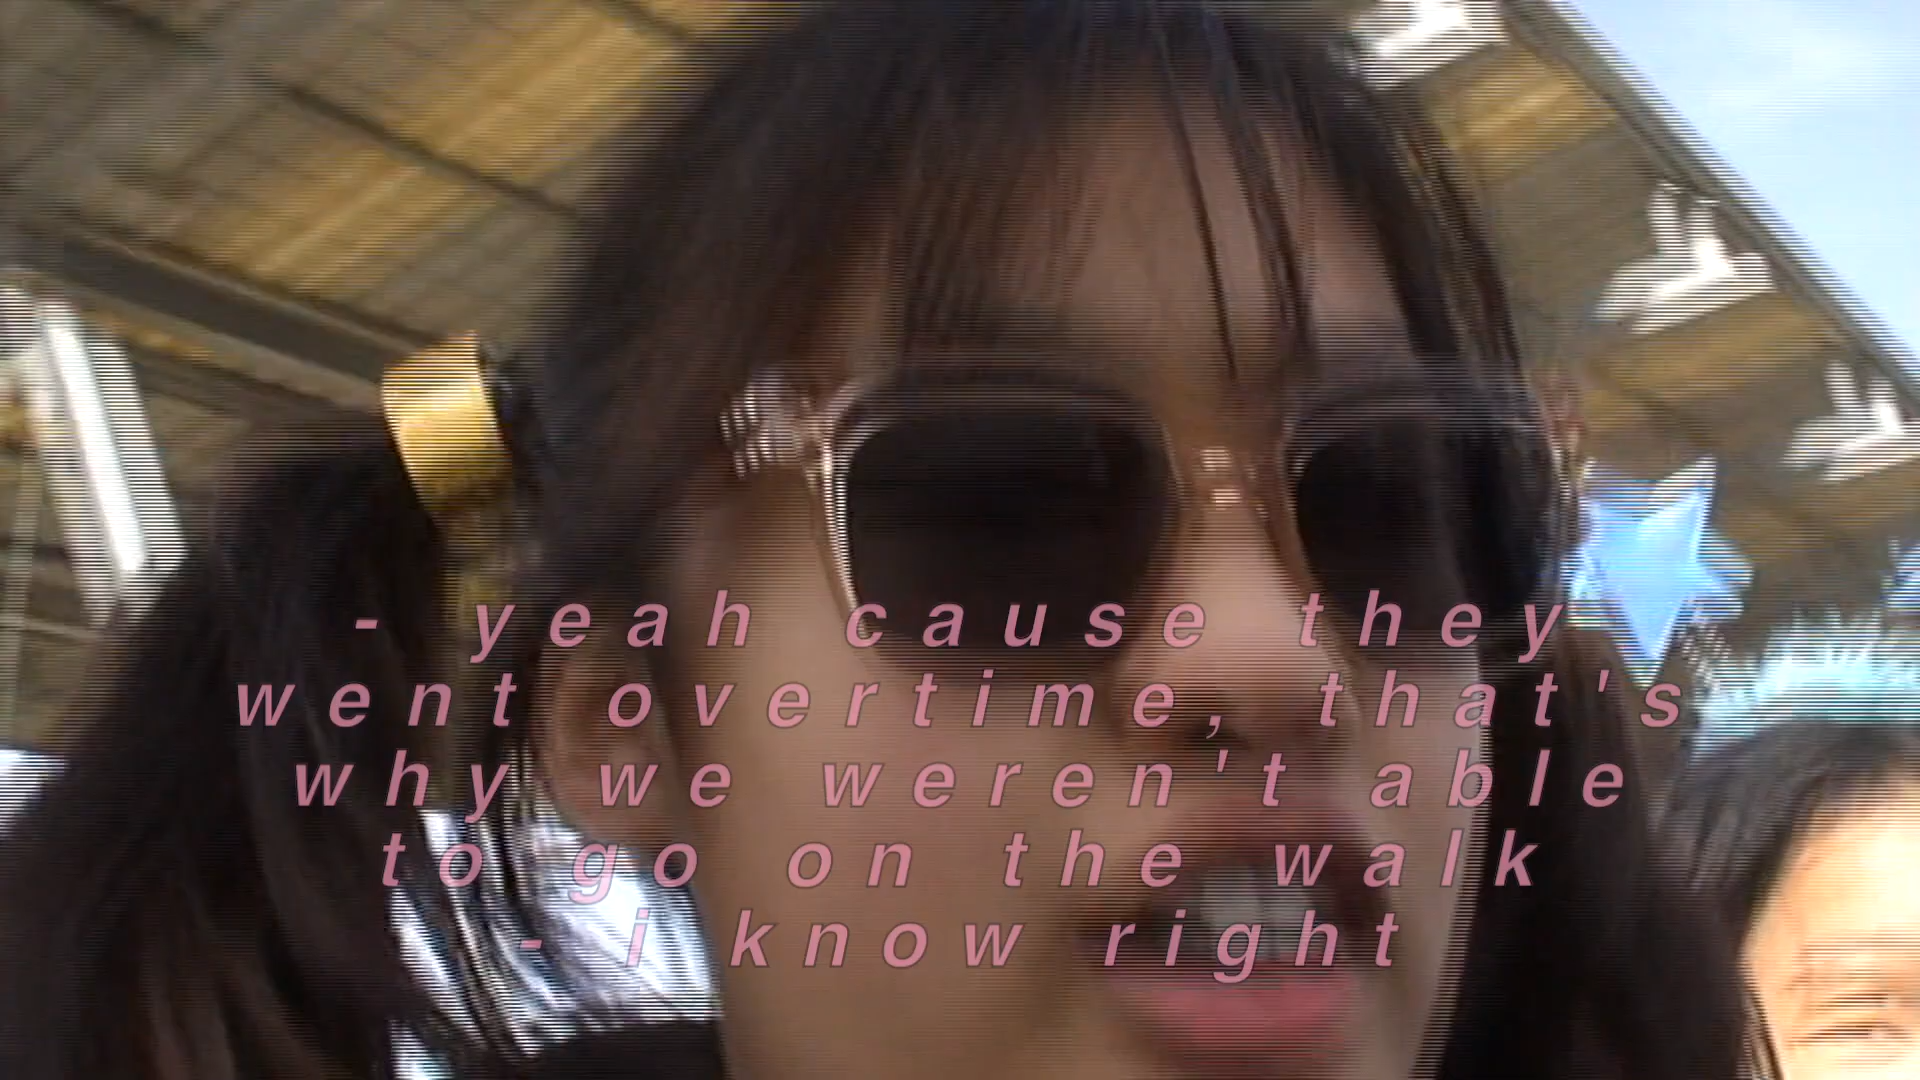 - yeah cause they
went overtime, that's
why we weren't able
to go on the walk
- i know right